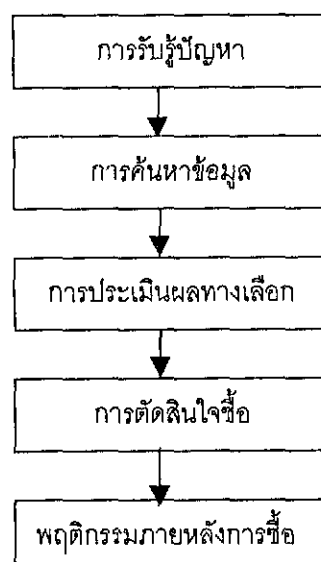 การรับรู้ปัญหา
การค้นหาข้อมูล
การประเมินผลทางเลือก
การตัดสินใจซื้อ
พฤติกรรมภายหลังการซื้อ